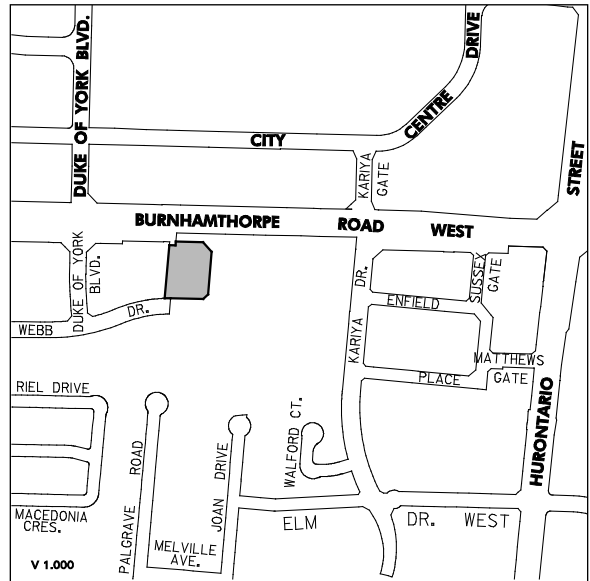 DUKE OF YORK BLVD.
DRIVE
CENTRE
CITY
KARIYA
GATE
STREET
BURNHAMTHORPE ROAD WEST
DUKE OF YORK
BLVD.
DR.
WEBB
DR.
KARIYA
ENFIELD
PLACE
SUSSEX
GATE
MATTHEWS
GATE
HURONTARIO
RIEL DRIVE
MACEDONIA
CRES.
PALGRAVE ROAD
JOAN DRIVE
WALFORD CT.
MELVILLE
AVE.
ELM DR. WEST
V 1.000